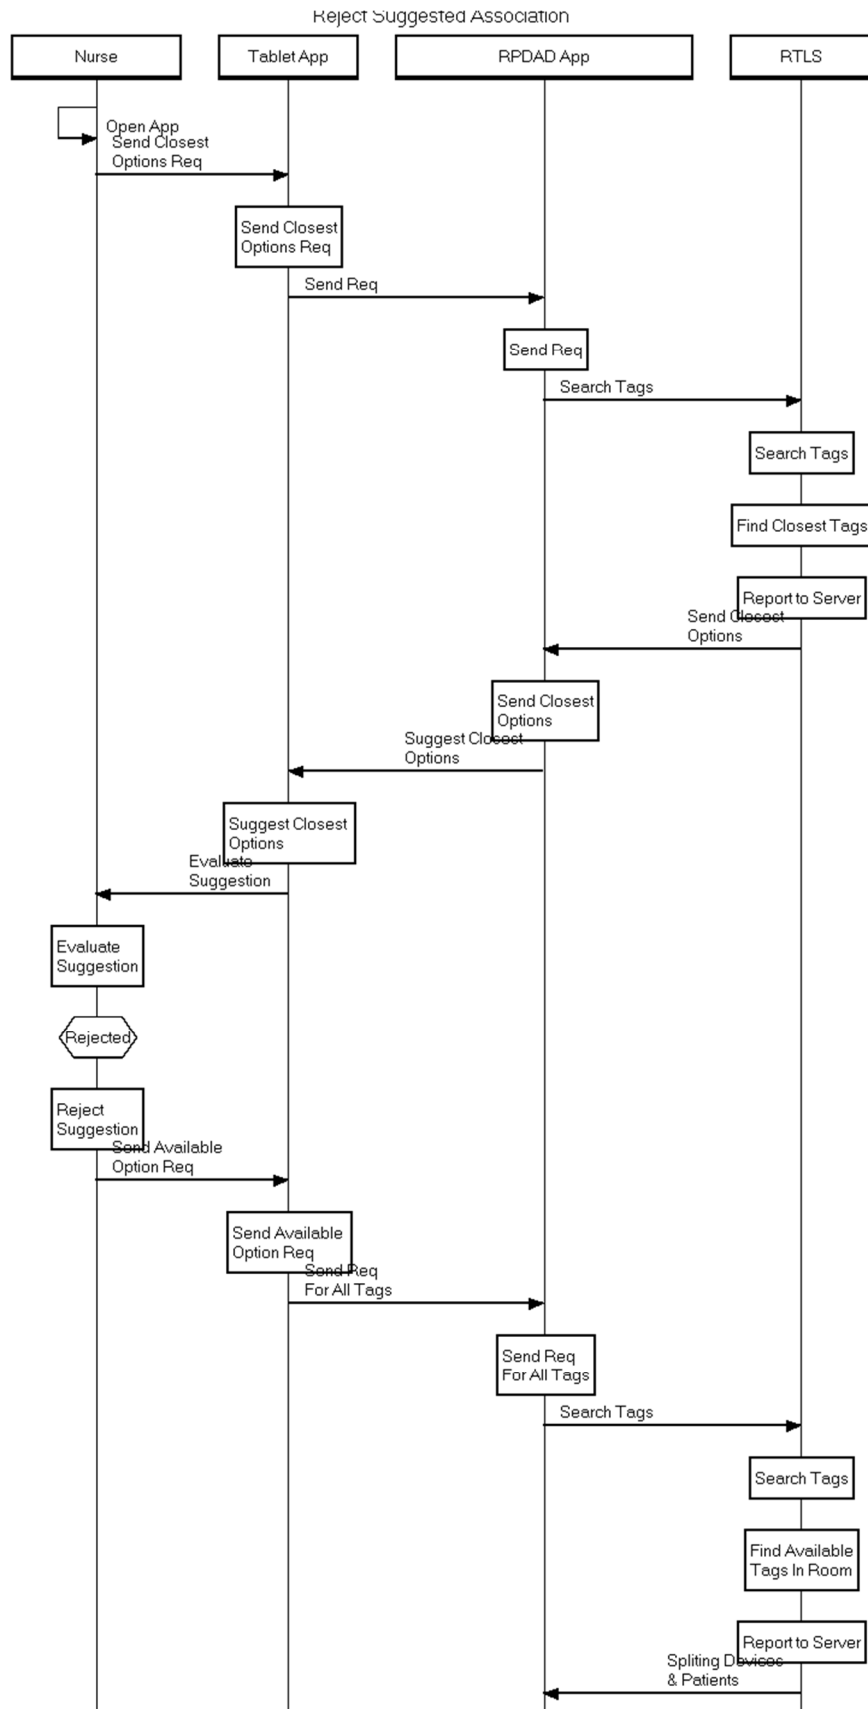 Reject Suggested Association
Nurse
Tablet App
RPDAD App
RTLS
Open App
Send Closest
Options Req
Send Closest
Options Req
Send Req
Send Req
Search Tags
Search Tags
Find Closest Tags
Report to Server
Send Closest
Options
Send Closest
Options
Suggest Closest
Options
Suggest Closest
Options
Evaluate
Suggestion
Evaluate
Suggestion
Rejected
Reject
Suggestion
Send Available
Option Req
Send Available
Option Req
Send Req
For All Tags
Send Req
For All Tags
Search Tags
Search Tags
Find Available
Tags In Room
Report to Server
Spliting Devices
& Patients